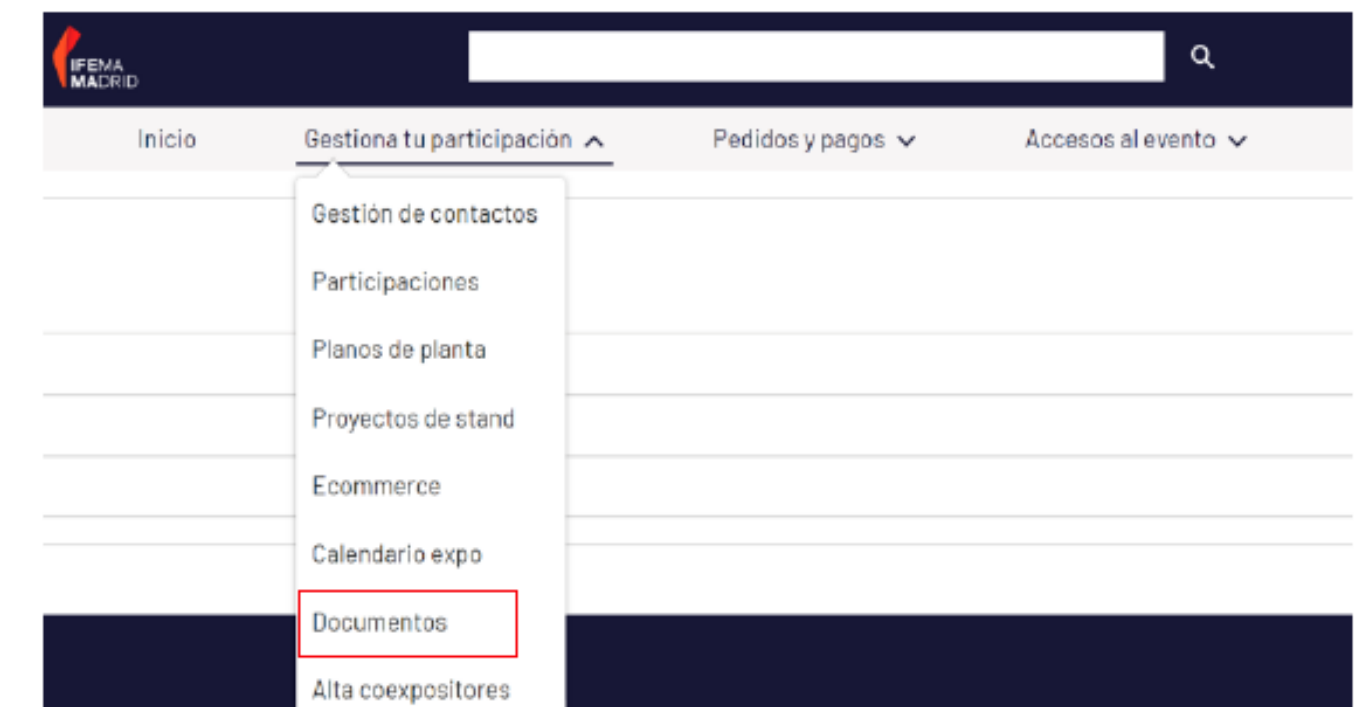 IFEMA
MADRID
Inicio
Gestiona tu participación
Pedidos y pagos
Accesos al evento
Gestión de contactos
Participaciones
Planos de planta
Proyectos de stand
Ecommerce
Calendario expo
Documentos
Alta coexpositores